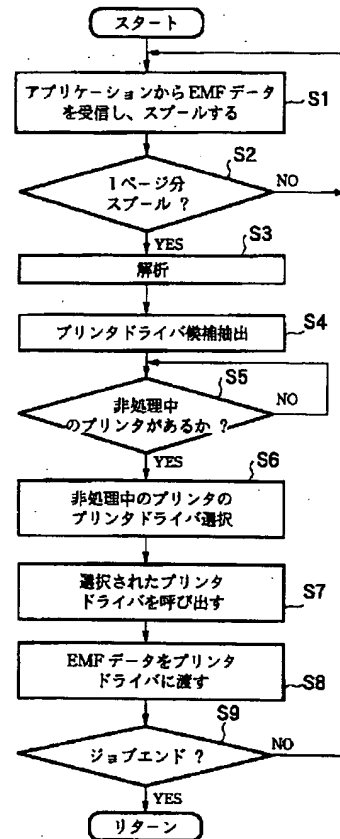 スタート
アプリケーションからEMFデータ
を受信し、スプールする
S1
S2
1ページ分
スプール ?
NO
YES
S3
解析
S4
プリンタドライバ候補抽出
S5
非処理中
のプリンタがあるか ?
NO
YES
S6
非処理中のプリンタの
プリンタドライバ選択
選択されたプリンタ
ドライバを呼び出す
S7
EMFデータをプリンタ
ドライバに渡す
S8
S9
ジョブエンド ?
NO
YES
リターン